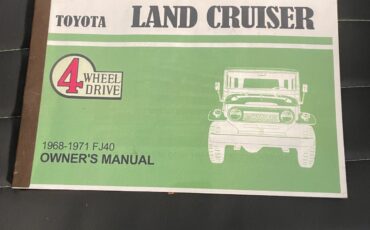 TOYOTA LAND CRUISER
4 WHEEL
DRIVE
1968-1971 FJ40
OWNER'S MANUAL